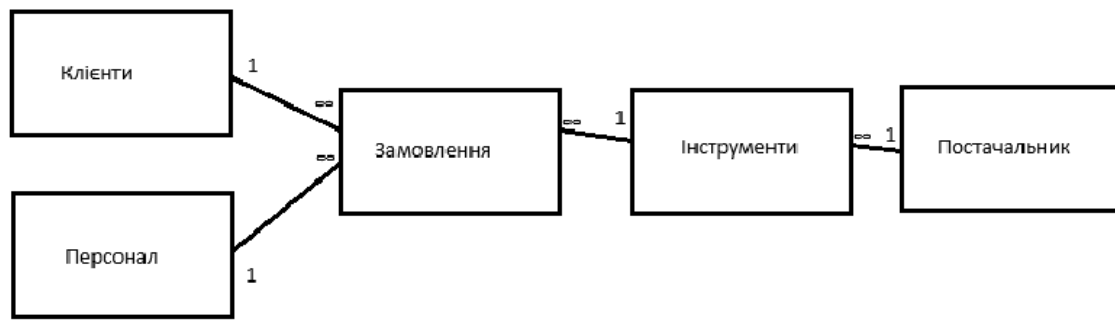 Клієнти
1
∞
Замовлення
∞
1
Інструменти
∞
1
Постачальник
∞
Персонал
1